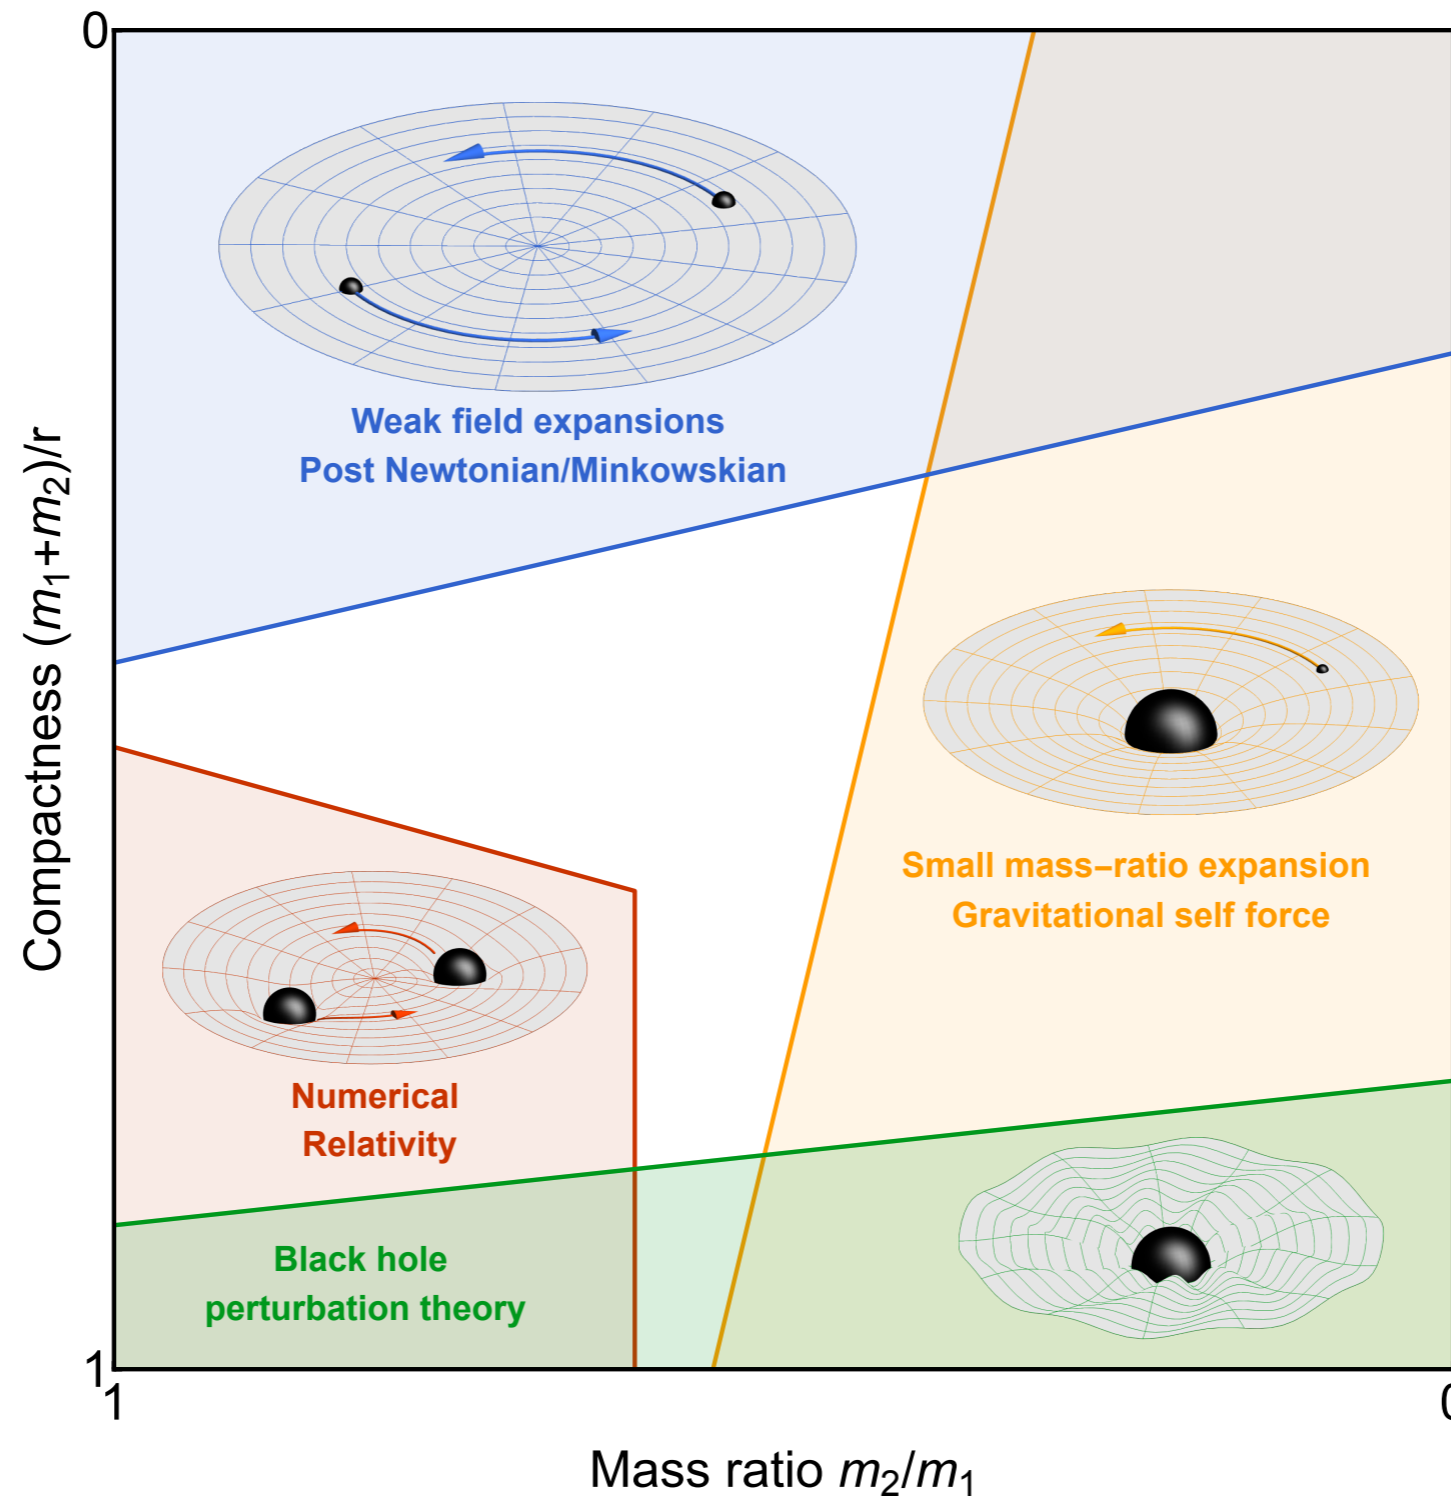 0
Weak field expansions
Post Newtonian/Minkowskian
Compactness (m₁+m₂)/r
Small mass–ratio expansion
Gravitational self force
Numerical
Relativity
Black hole
perturbation theory
1
1
0
Mass ratio m₂/m₁